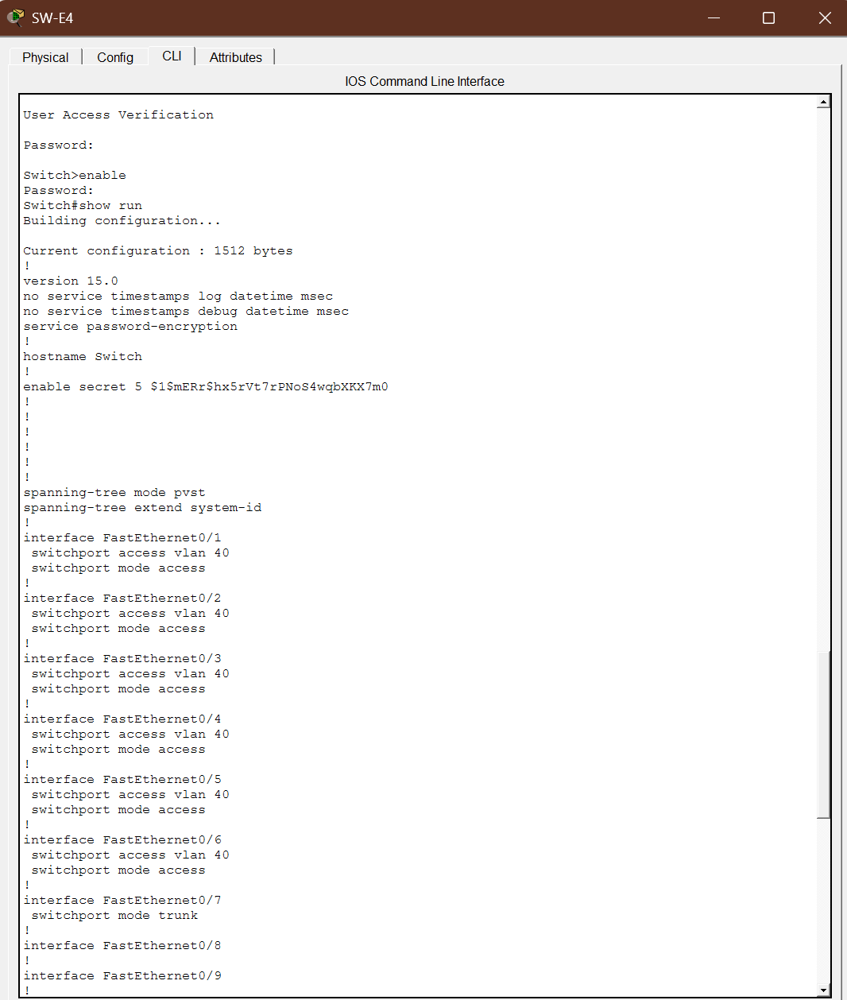 SW-E4
Physical Config CLI Attributes
IOS Command Line Interface
User Access Verification
Password:
Switch>enable
Password:
Switch#show run
Building configuration...
Current configuration : 1512 bytes
!
version 15.0
no service timestamps log datetime msec
no service timestamps debug datetime msec
service password-encryption
!
hostname Switch
!
enable secret 5 $1$mERr$hx5rVt7rPNoS4wqbXKX7m0
!
!
!
!
!
!
spanning-tree mode pvst
spanning-tree extend system-id
!
interface FastEthernet0/1
 switchport access vlan 40
 switchport mode access
!
interface FastEthernet0/2
 switchport access vlan 40
 switchport mode access
!
interface FastEthernet0/3
 switchport access vlan 40
 switchport mode access
!
interface FastEthernet0/4
 switchport access vlan 40
 switchport mode access
!
interface FastEthernet0/5
 switchport access vlan 40
 switchport mode access
!
interface FastEthernet0/6
 switchport access vlan 40
 switchport mode access
!
interface FastEthernet0/7
 switchport mode trunk
!
interface FastEthernet0/8
!
interface FastEthernet0/9
!